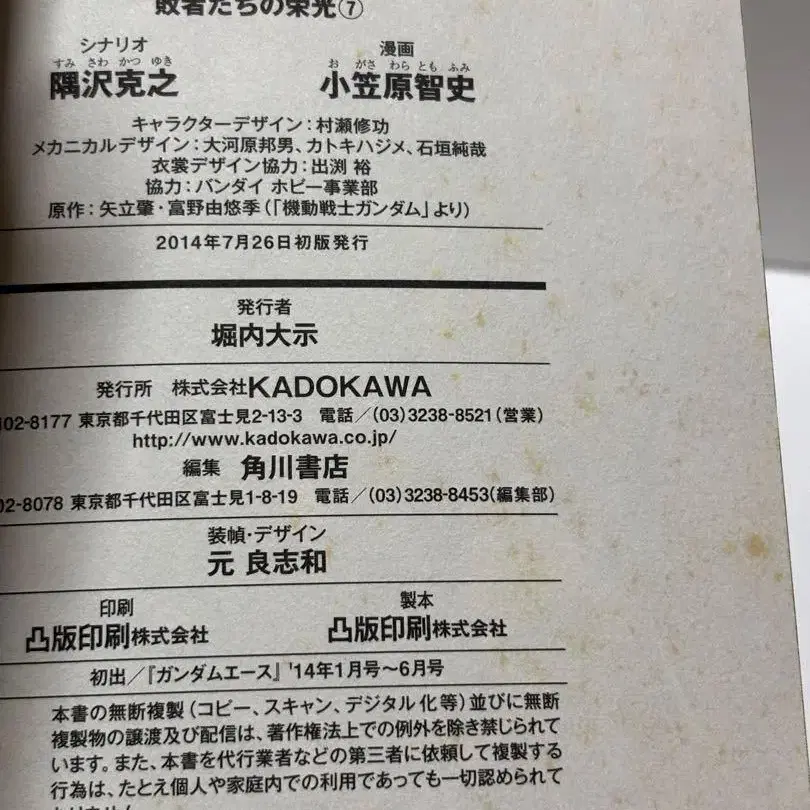 敗者たちの栄光⑦
シナリオ 漫画
すみ さわ かつ ゆき お がさ わら とも ふみ
隅沢克之 小笠原智史
キャラクターデザイン：村瀬修功
メカニカルデザイン：大河原邦男、カトキハジメ、石垣純哉
衣裳デザイン協力：出渕 裕
協力：バンダイ ホビー事業部
原作：矢立肇・富野由悠季（「機動戦士ガンダム」より）
2014年7月26日初版発行
発行者
堀内大示
発行所 株式会社KADOKAWA
102-8177 東京都千代田区富士見2-13-3 電話／(03)3238-8521（営業）
http://www.kadokawa.co.jp/
編集 角川書店
02-8078 東京都千代田区富士見1-8-19 電話／(03)3238-8453（編集部）
装幀・デザイン
元 良志和
印刷 製本
凸版印刷株式会社 凸版印刷株式会社
初出／『ガンダムエース』'14年1月号〜6月号
本書の無断複製（コピー、スキャン、デジタル化等）並びに無断
複製物の譲渡及び配信は、著作権法上での例外を除き禁じられて
います。また、本書を代行業者などの第三者に依頼して複製する
行為は、たとえ個人や家庭内での利用であっても一切認められて